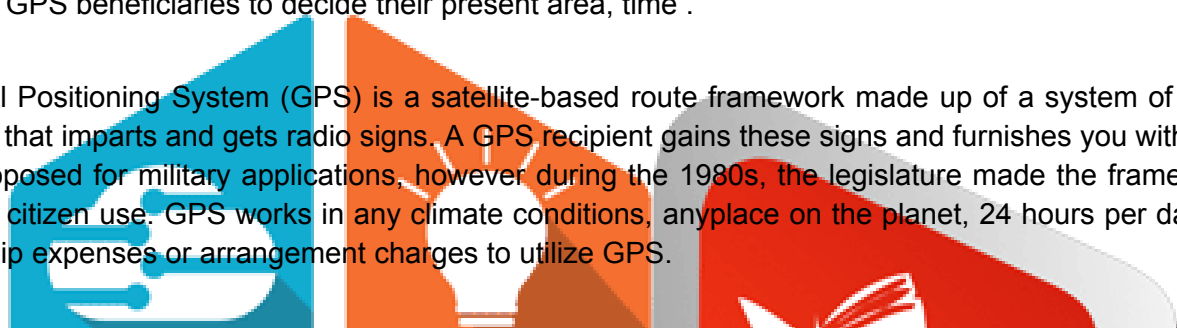 GPS beneficiaries to decide their present area, time .
l Positioning System (GPS) is a satellite-based route framework made up of a system of
that imparts and gets radio signs. A GPS recipient gains these signs and furnishes you with
pposed for military applications, however during the 1980s, the legislature made the frame
citizen use. GPS works in any climate conditions, anyplace on the planet, 24 hours per da
ip expenses or arrangement charges to utilize GPS.